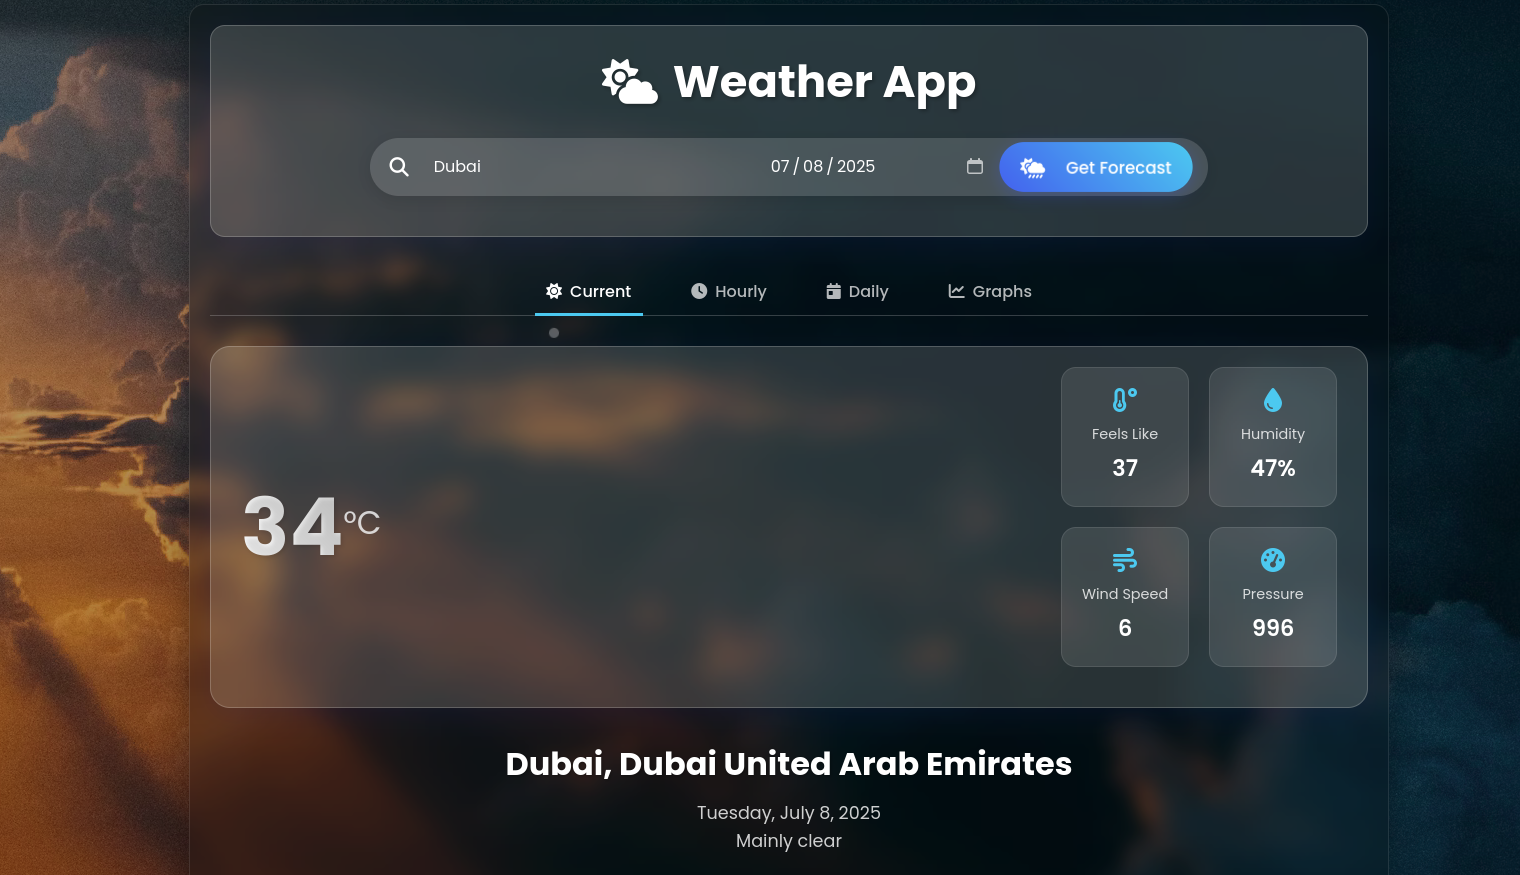 Weather App
Dubai 07 / 08 / 2025 Get Forecast
Current Hourly Daily Graphs
34°C
Feels Like
37
Humidity
47%
Wind Speed
6
Pressure
996
Dubai, Dubai United Arab Emirates
Tuesday, July 8, 2025
Mainly clear